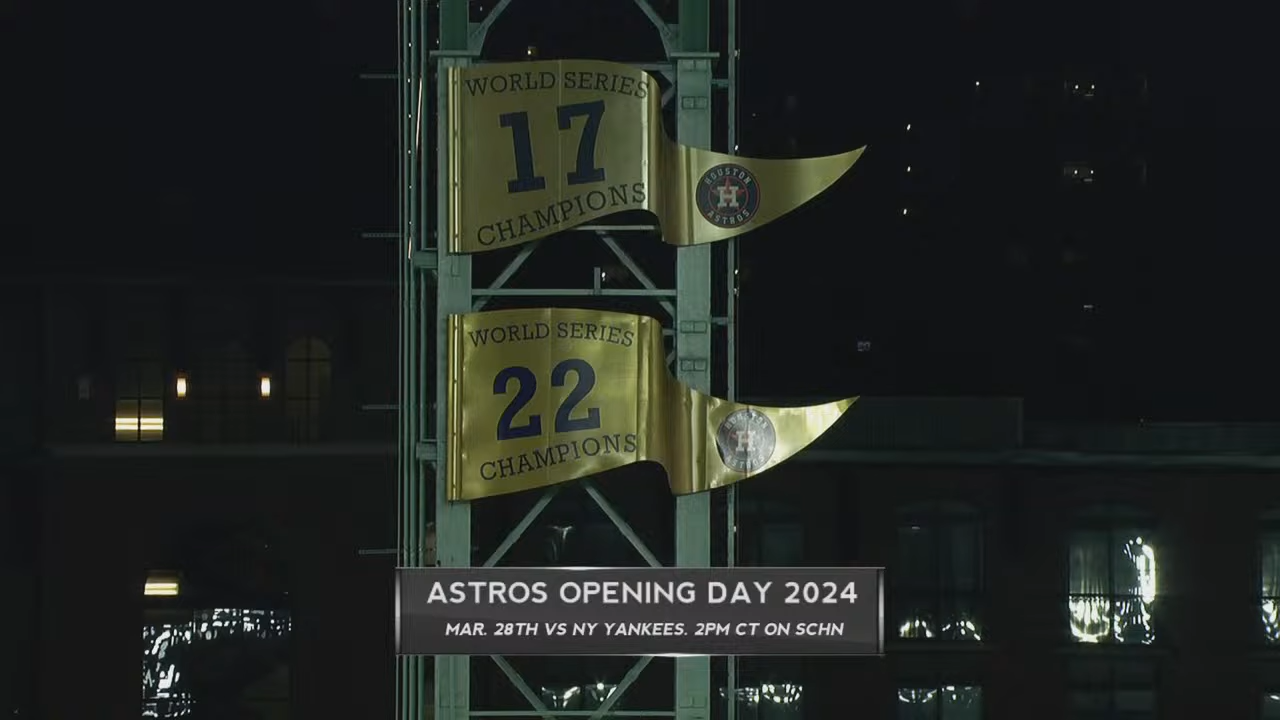 WORLD SERIES
17
CHAMPIONS
HOUSTON
H
ASTROS
WORLD SERIES
22
CHAMPIONS
H
ASTROS OPENING DAY 2024
MAR. 28TH VS NY YANKEES. 2PM CT ON SCHN